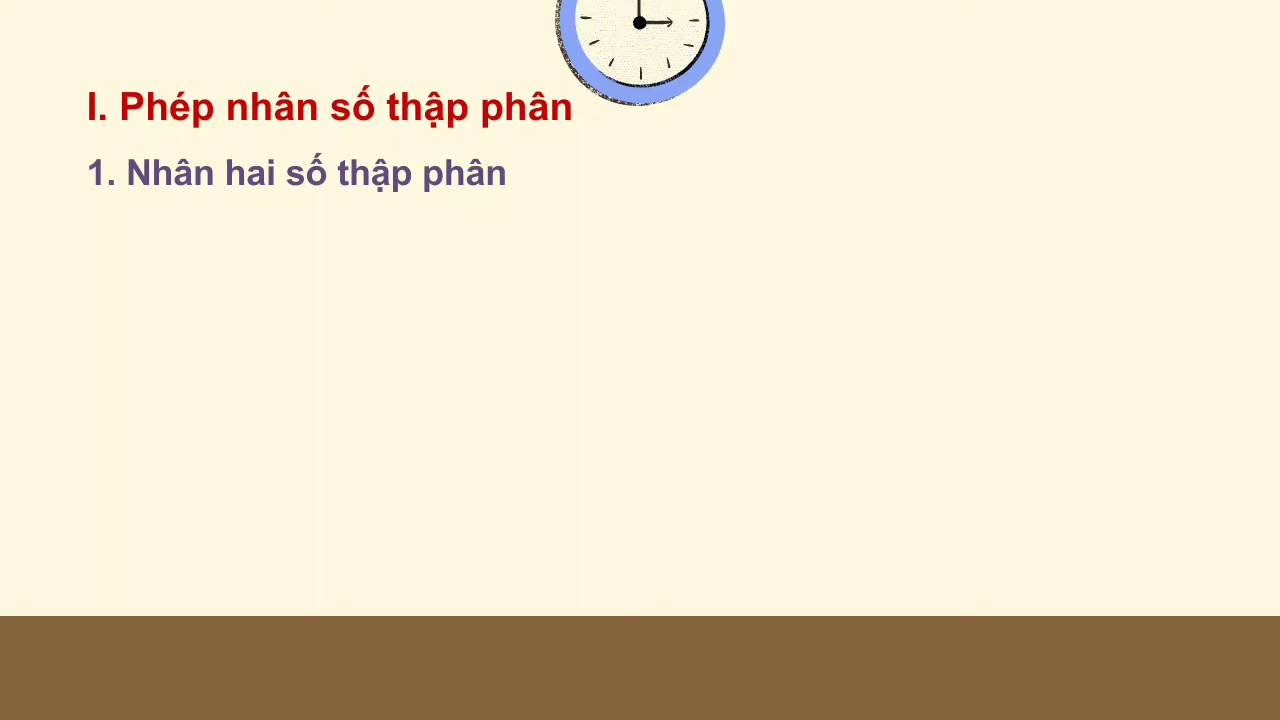 I. Phép nhân số thập phân
1. Nhân hai số thập phân